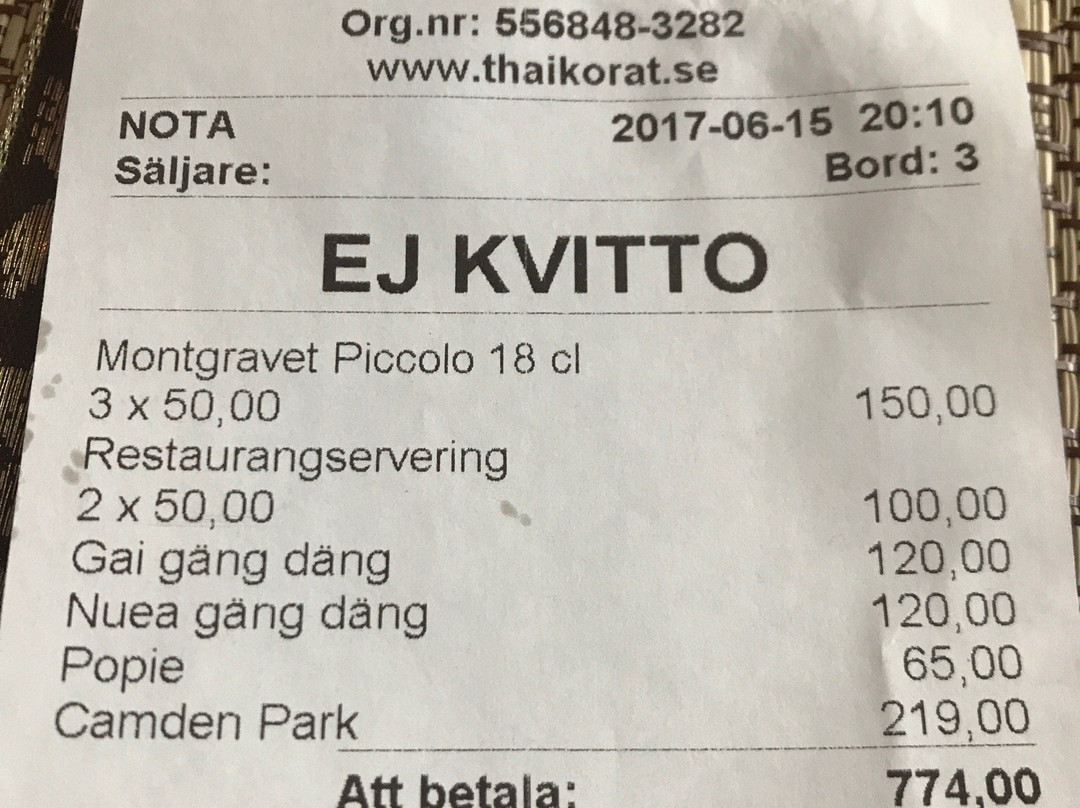 Org.nr: 556848-3282
www.thaikorat.se
NOTA 2017-06-15 20:10
Säljare: Bord: 3
EJ KVITTO
Montgravet Piccolo 18 cl
3 x 50,00 150,00
Restaurangservering
2 x 50,00 100,00
Gai gäng däng 120,00
Nuea gäng däng 120,00
Popie 65,00
Camden Park 219,00
Att betala: 774,00